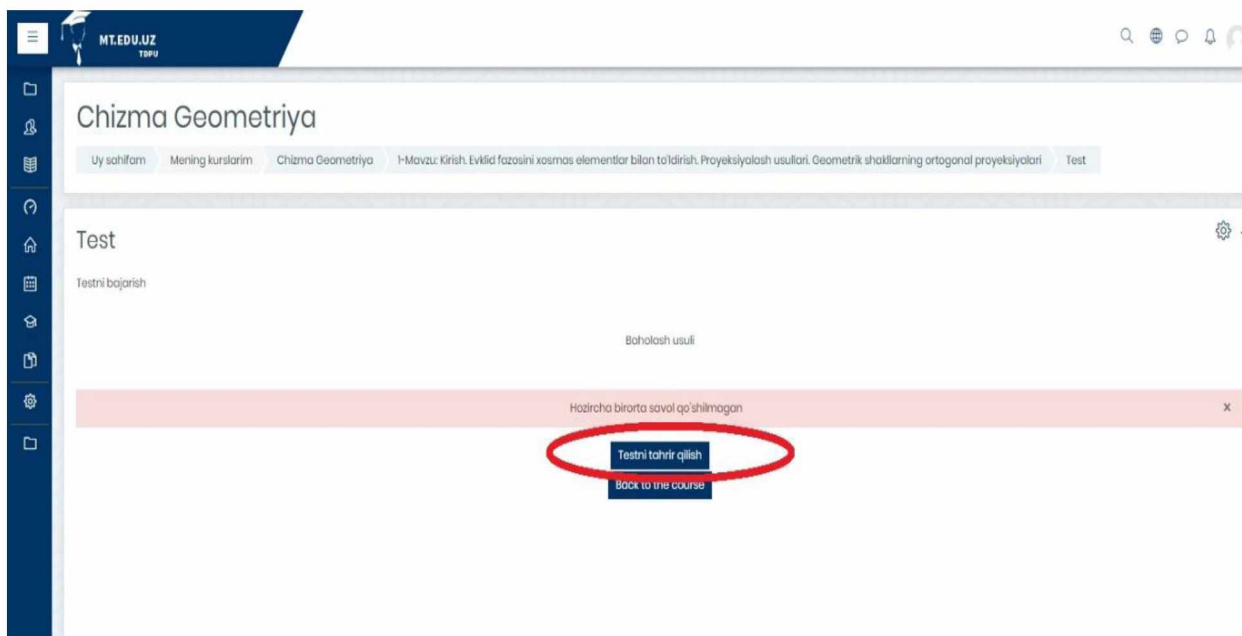 MT.EDU.UZ
TDPU
Chizma Geometriya
Uy sahifam Mening kurslarim Chizma Geometriya 1-Mavzu: Kirish. Evklid fazosini xosmas elementlar bilan to'ldirish. Proyeksiyalash usullari. Geometrik shakllarning ortogonal proyeksiyalari Test
Test
Testni bajarish
Baholash usuli
Hozircha birorta savol qo'shilmagan x
Testni tahrir qilish
Back to the course